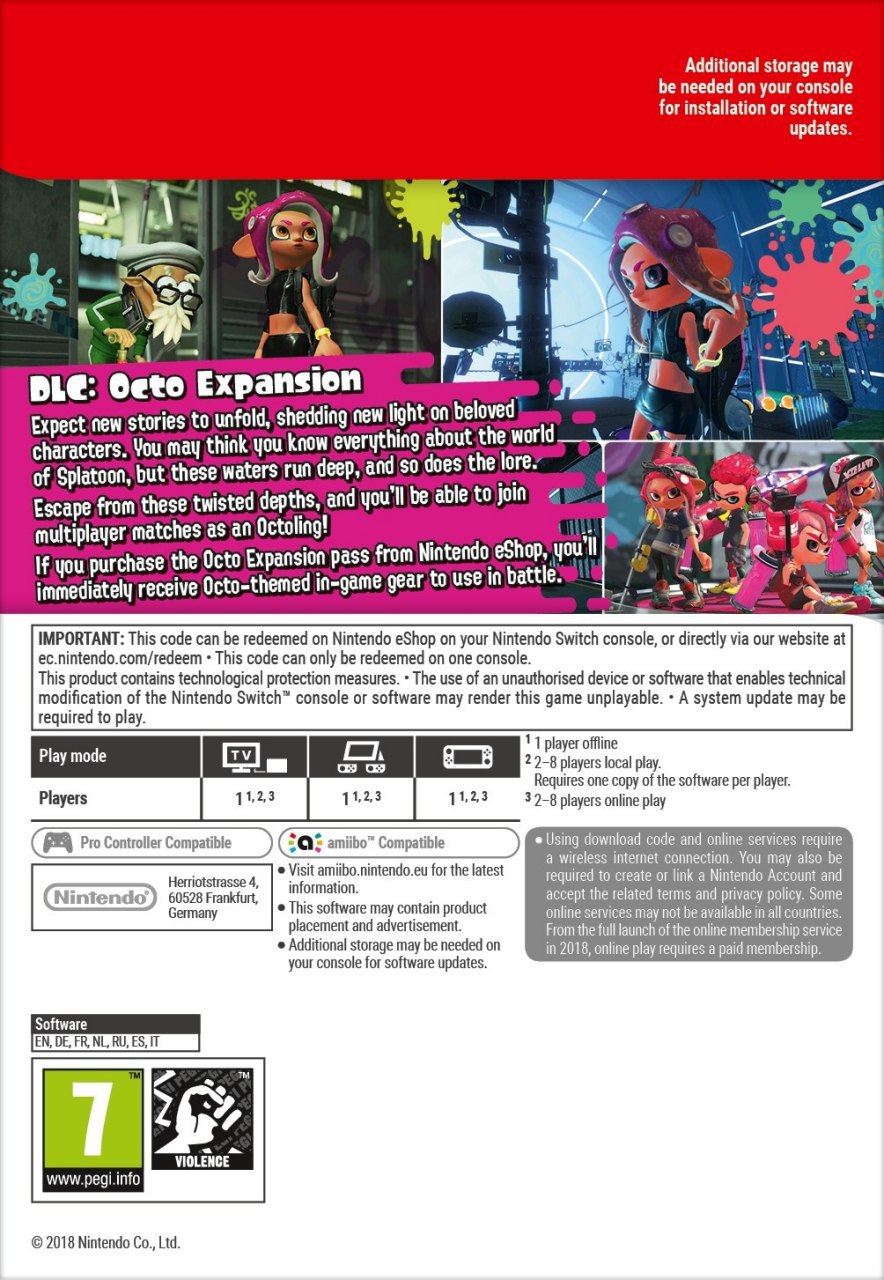 Additional storage may
be needed on your console
for installation or software
updates.
DLC: Octo Expansion
Expect new stories to unfold, shedding new light on beloved
characters. You may think you know everything about the world
of Splatoon, but these waters run deep, and so does the lore.
Escape from these twisted depths, and you'll be able to join
multiplayer matches as an Octoling!
If you purchase the Octo Expansion pass from Nintendo eShop, you'll
immediately receive Octo-themed in-game gear to use in battle.
IMPORTANT: This code can be redeemed on Nintendo eShop on your Nintendo Switch console, or directly via our website at
ec.nintendo.com/redeem • This code can only be redeemed on one console.
This product contains technological protection measures. • The use of an unauthorised device or software that enables technical
modification of the Nintendo Switch™ console or software may render this game unplayable. • A system update may be
required to play.
Play mode
TV
Players
1 1, 2, 3
1 1, 2, 3
1 1, 2, 3
1 1 player offline
2 2–8 players local play.
Requires one copy of the software per player.
3 2–8 players online play
Pro Controller Compatible
amiibo™ Compatible
Nintendo®
Herriotstrasse 4,
60528 Frankfurt,
Germany
• Visit amiibo.nintendo.eu for the latest
information.
• This software may contain product
placement and advertisement.
• Additional storage may be needed on
your console for software updates.
• Using download code and online services require
a wireless internet connection. You may also be
required to create or link a Nintendo Account and
accept the related terms and privacy policy. Some
online services may not be available in all countries.
From the full launch of the online membership service
in 2018, online play requires a paid membership.
Software
EN, DE, FR, NL, RU, ES, IT
7 ™
www.pegi.info
™
VIOLENCE
© 2018 Nintendo Co., Ltd.